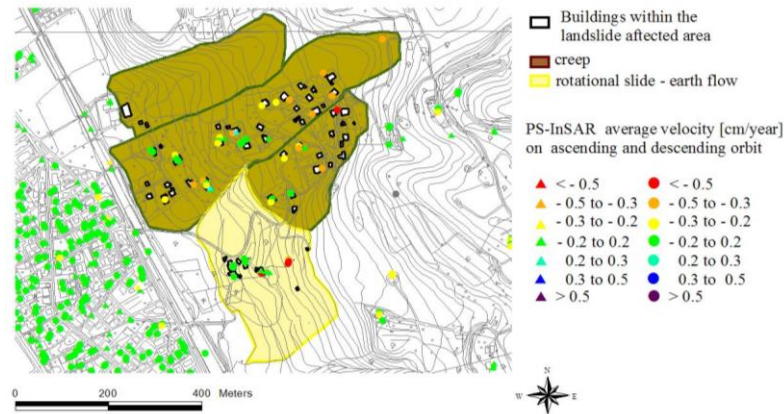 Buildings within the
landslide affected area
creep
rotational slide - earth flow
PS-InSAR average velocity [cm/year]
on ascending and descending orbit
< - 0.5 < - 0.5
- 0.5 to - 0.3 - 0.5 to - 0.3
- 0.3 to - 0.2 - 0.3 to - 0.2
- 0.2 to 0.2 - 0.2 to 0.2
0.2 to 0.3 0.2 to 0.3
0.3 to 0.5 0.3 to 0.5
> 0.5 > 0.5
0 200 400 Meters
N
W E
S